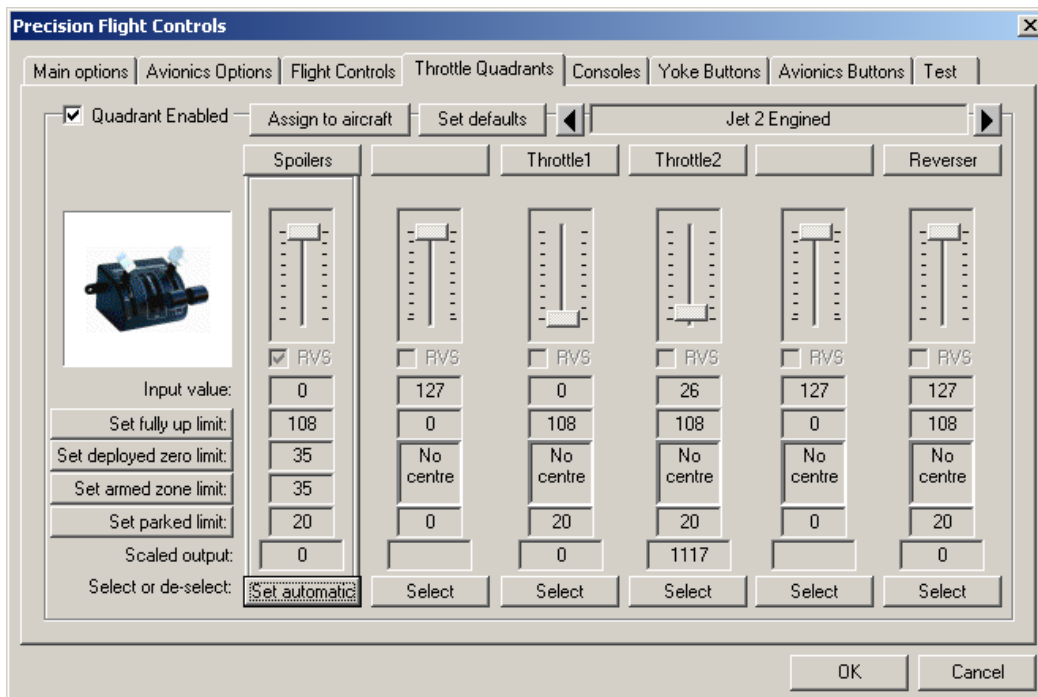 Precision Flight Controls
Main options Avionics Options Flight Controls Throttle Quadrants Consoles Yoke Buttons Avionics Buttons Test
Quadrant Enabled Assign to aircraft Set defaults Jet 2 Engined
Spoilers Throttle1 Throttle2 Reverser
RVS RVS RVS RVS RVS RVS
Input value: 0 127 0 26 127 127
Set fully up limit: 108 0 108 108 0 108
Set deployed zero limit: 35 No centre No centre No centre No centre No centre
Set armed zone limit: 35
Set parked limit: 20 0 20 20 0 20
Scaled output: 0 0 1117 0
Select or de-select: Set automatic Select Select Select Select Select
OK Cancel